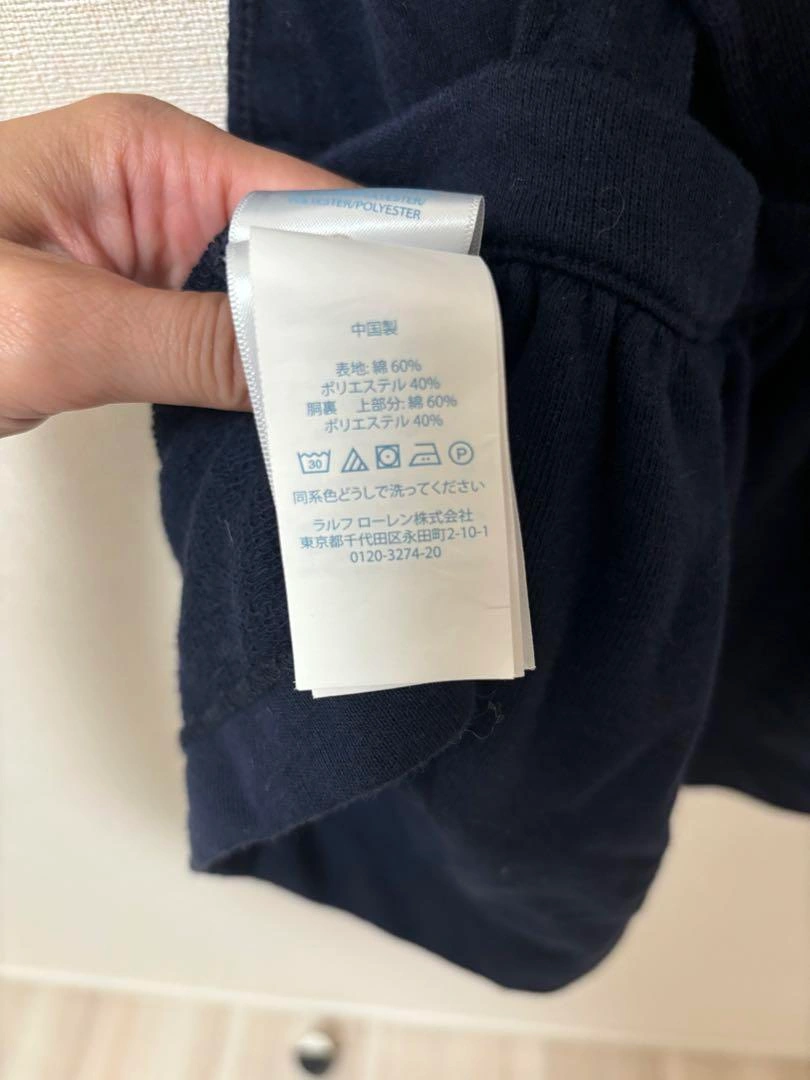 POLYESTER/POLYESTER
中国製
表地: 綿 60%
ポリエステル 40%
胴裏 上部分: 綿 60%
ポリエステル 40%
30 P
同系色どうしで洗ってください
ラルフ ローレン株式会社
東京都千代田区永田町2-10-1
0120-3274-20